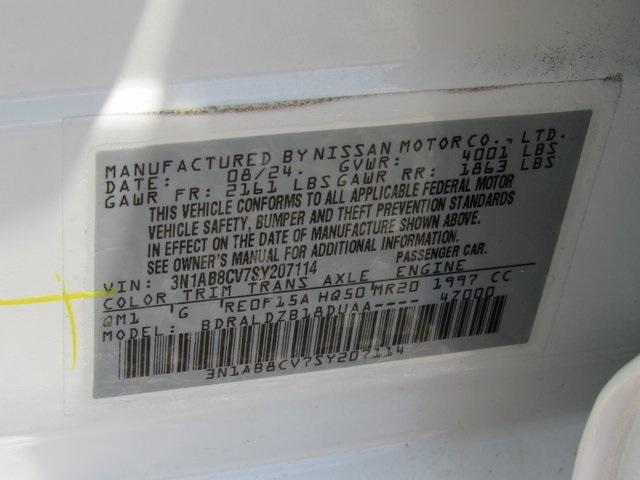 MANUFACTURED BY NISSAN MOTOR CO., LTD.
DATE: 08/24. GVWR: 4001 LBS
GAWR FR: 2161 LBS GAWR RR: 1863 LBS
THIS VEHICLE CONFORMS TO ALL APPLICABLE FEDERAL MOTOR
VEHICLE SAFETY, BUMPER AND THEFT PREVENTION STANDARDS
IN EFFECT ON THE DATE OF MANUFACTURE SHOWN ABOVE.
SEE OWNER'S MANUAL FOR ADDITIONAL INFORMATION.
VIN: 3N1AB8CV7SY207114 PASSENGER CAR.
COLOR TRIM TRANS AXLE ENGINE
QM1 G RE0F15A HQ50 MR20 1997 CC
MODEL: BDRALDZB18DUAA--- 47000
3N1AB8CV7SY207114